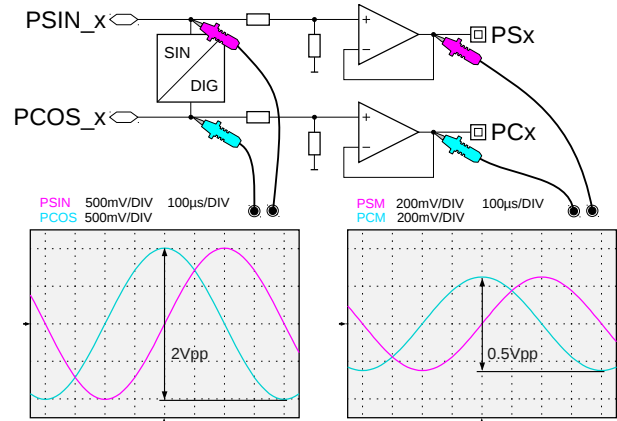 PSIN_x
PSx
SIN
DIG
PCOS_x
PCx
PSIN 500mV/DIV 100µs/DIV
PCOS 500mV/DIV
PSM 200mV/DIV 100µs/DIV
PCM 200mV/DIV
2Vpp
0.5Vpp